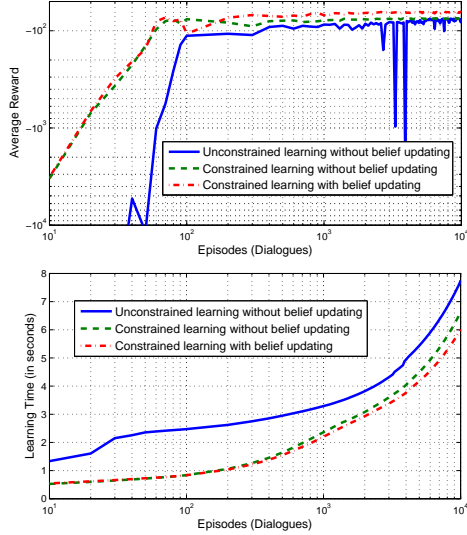 −10²
−10³
−10⁴
Average Reward
Unconstrained learning without belief updating
Constrained learning without belief updating
Constrained learning with belief updating
10¹ 10² 10³ 10⁴
Episodes (Dialogues)
8
7
6
5
4
3
2
1
0
Learning Time (in seconds)
Unconstrained learning without belief updating
Constrained learning without belief updating
Constrained learning with belief updating
10¹ 10² 10³ 10⁴
Episodes (Dialogues)